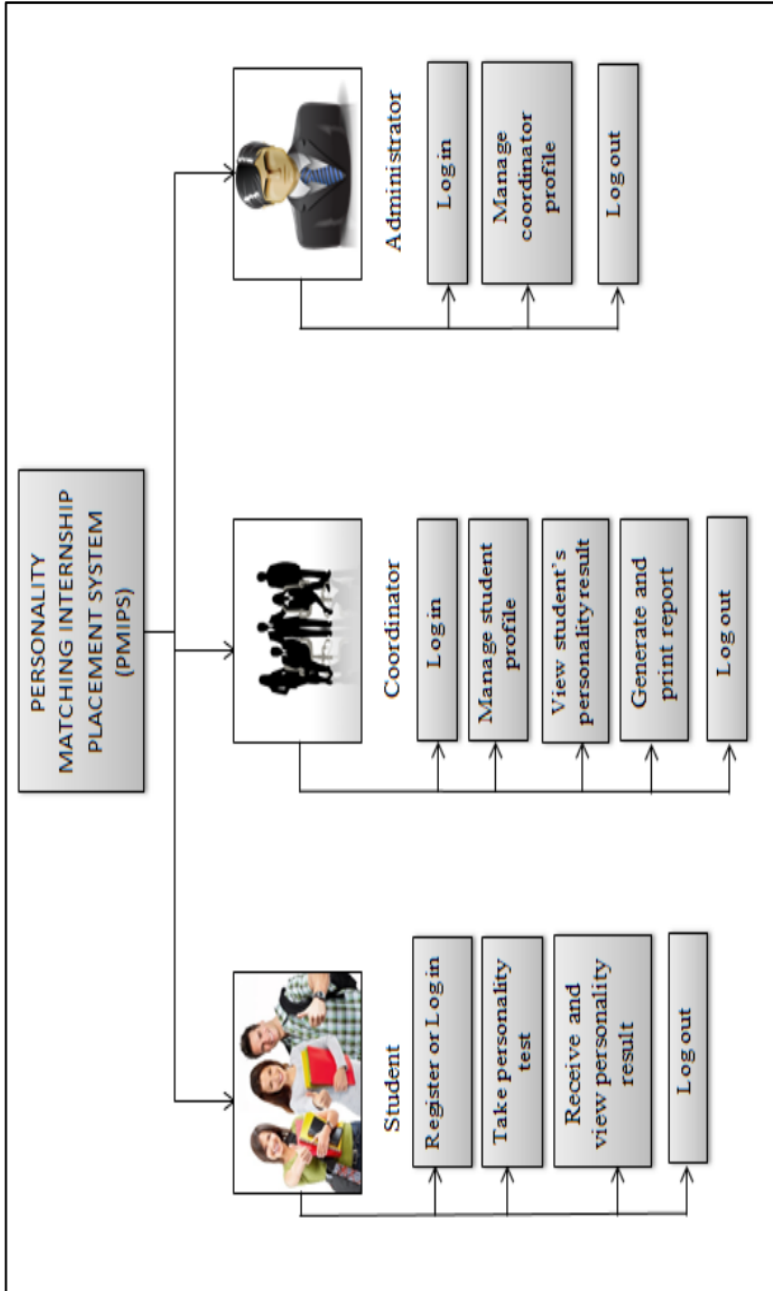 PERSONALITY
MATCHING INTERNSHIP
PLACEMENT SYSTEM
(PMIPS)
Student
Register or Login
Take personality
test
Receive and
view personality
result
Log out
Coordinator
Log in
Manage student
profile
View student's
personality result
Generate and
print report
Log out
Administrator
Log in
Manage
coordinator
profile
Log out